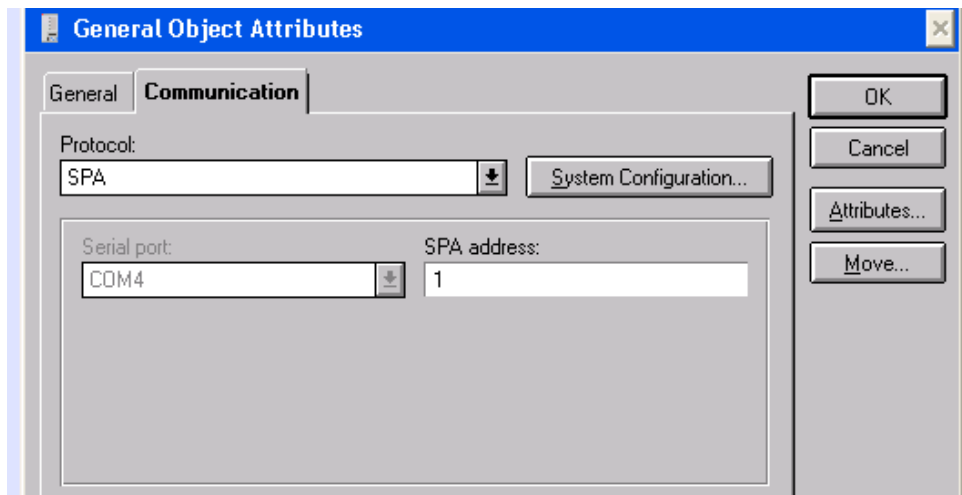 General Object Attributes
General Communication
OK
Protocol:
Cancel
SPA System Configuration...
Attributes...
Serial port: SPA address:
Move...
COM4 1